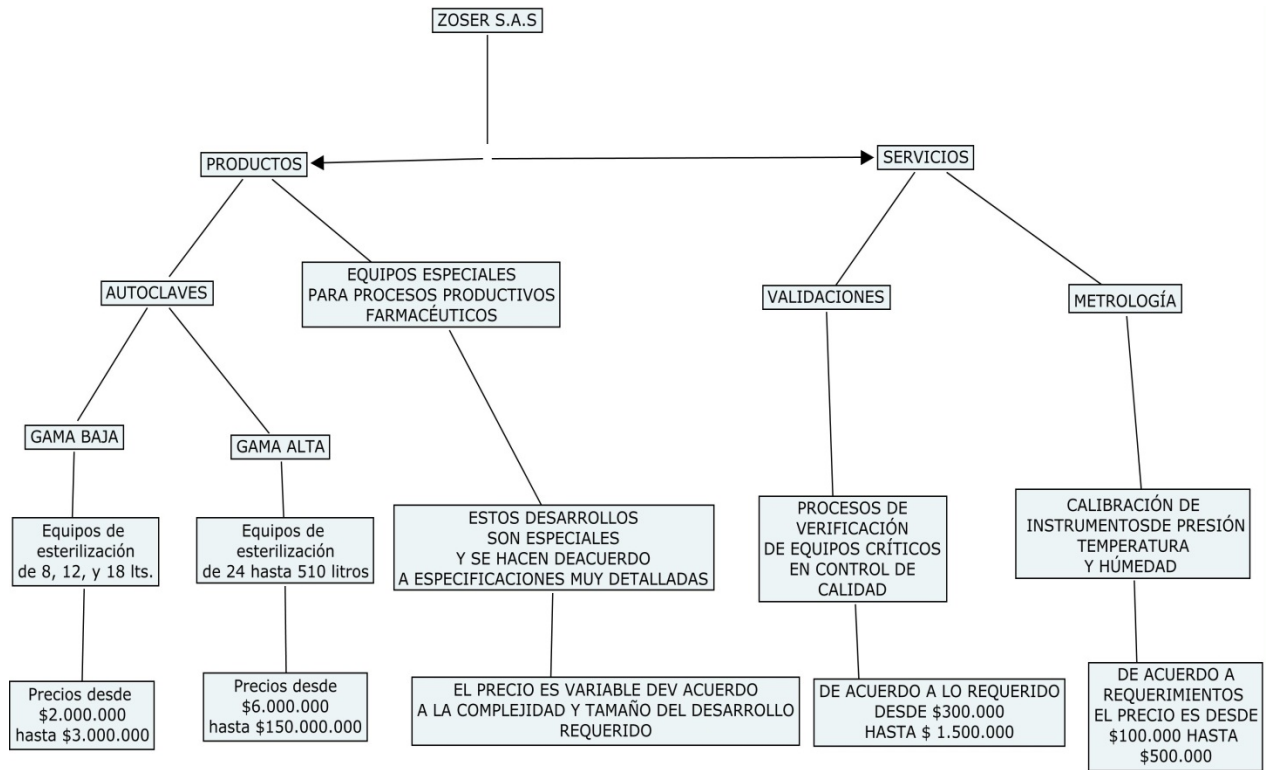 ZOSER S.A.S
PRODUCTOS
SERVICIOS
AUTOCLAVES
EQUIPOS ESPECIALES
PARA PROCESOS PRODUCTIVOS
FARMACÉUTICOS
VALIDACIONES
METROLOGÍA
GAMA BAJA
GAMA ALTA
Equipos de
esterilización
de 8, 12, y 18 lts.
Equipos de
esterilización
de 24 hasta 510 litros
ESTOS DESARROLLOS
SON ESPECIALES
Y SE HACEN DEACUERDO
A ESPECIFICACIONES MUY DETALLADAS
PROCESOS DE
VERIFICACIÓN
DE EQUIPOS CRÍTICOS
EN CONTROL DE
CALIDAD
CALIBRACIÓN DE
INSTRUMENTOSDE PRESIÓN
TEMPERATURA
Y HÚMEDAD
Precios desde
$2.000.000
hasta $3.000.000
Precios desde
$6.000.000
hasta $150.000.000
EL PRECIO ES VARIABLE DEV ACUERDO
A LA COMPLEJIDAD Y TAMAÑO DEL DESARROLLO
REQUERIDO
DE ACUERDO A LO REQUERIDO
DESDE $300.000
HASTA $ 1.500.000
DE ACUERDO A
REQUERIMIENTOS
EL PRECIO ES DESDE
$100.000 HASTA
$500.000